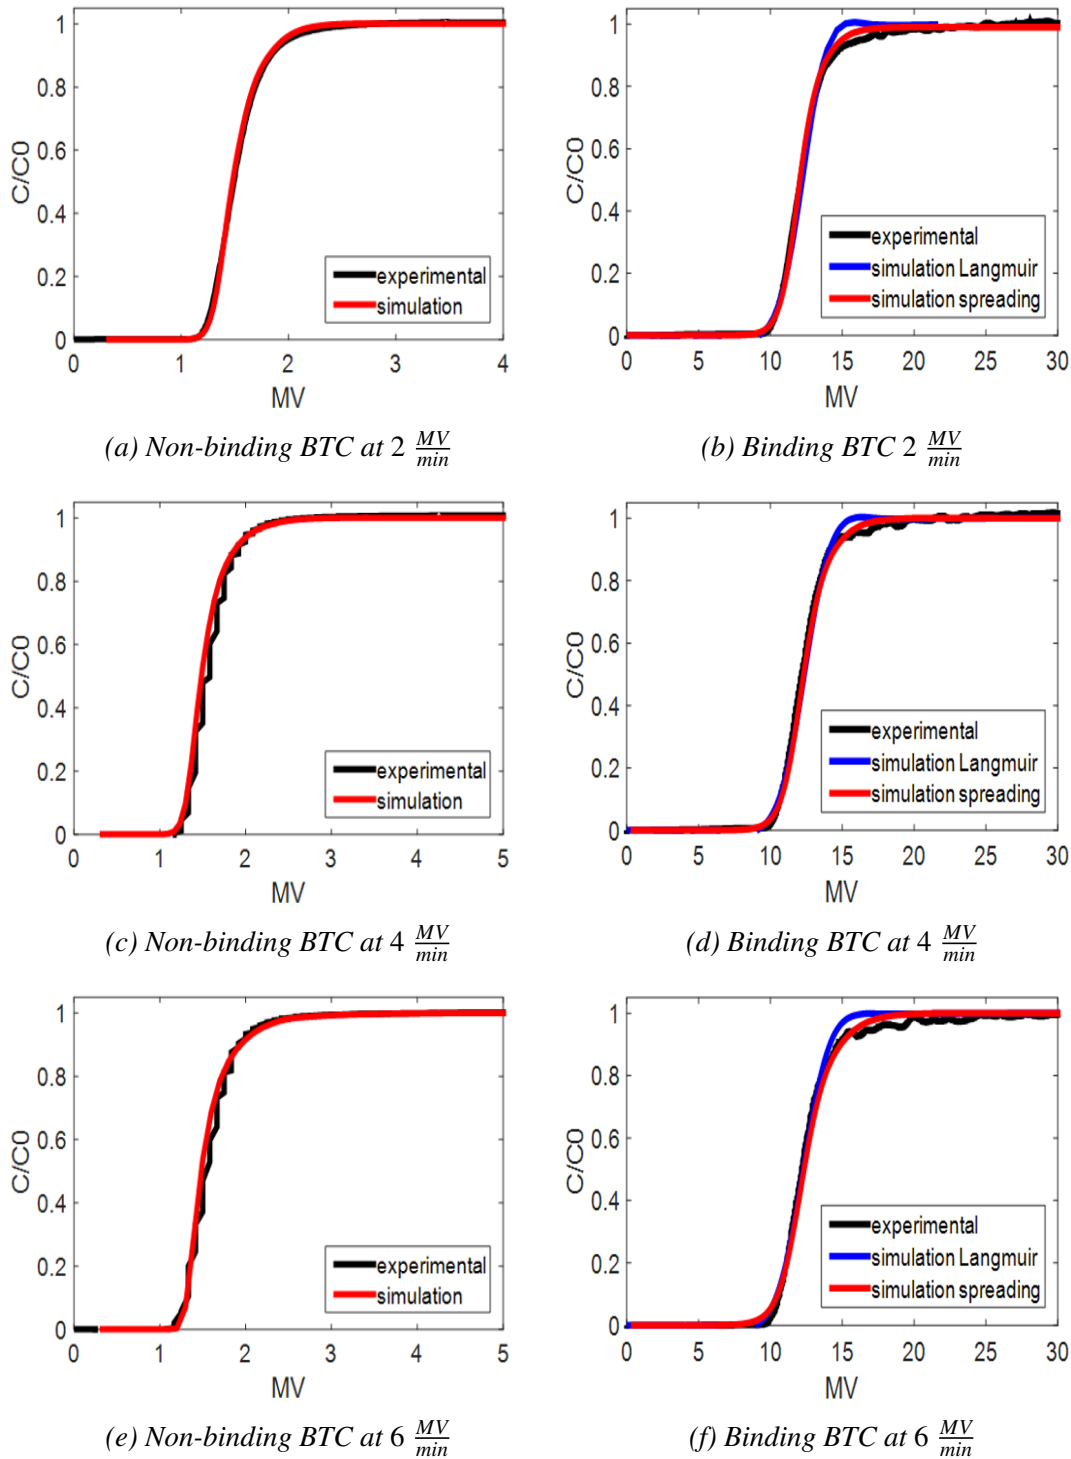 1
0.8
0.6
0.4
0.2
0
C/C0
0 1 2 3 4
MV
experimental
simulation
(a) Non-binding BTC at 2 MV/min
1
0.8
0.6
0.4
0.2
0
C/C0
0 5 10 15 20 25 30
MV
experimental
simulation Langmuir
simulation spreading
(b) Binding BTC 2 MV/min
1
0.8
0.6
0.4
0.2
0
C/C0
0 1 2 3 4 5
MV
experimental
simulation
(c) Non-binding BTC at 4 MV/min
1
0.8
0.6
0.4
0.2
0
C/C0
0 5 10 15 20 25 30
MV
experimental
simulation Langmuir
simulation spreading
(d) Binding BTC at 4 MV/min
1
0.8
0.6
0.4
0.2
0
C/C0
0 1 2 3 4 5
MV
experimental
simulation
(e) Non-binding BTC at 6 MV/min
1
0.8
0.6
0.4
0.2
0
C/C0
0 5 10 15 20 25 30
MV
experimental
simulation Langmuir
simulation spreading
(f) Binding BTC at 6 MV/min